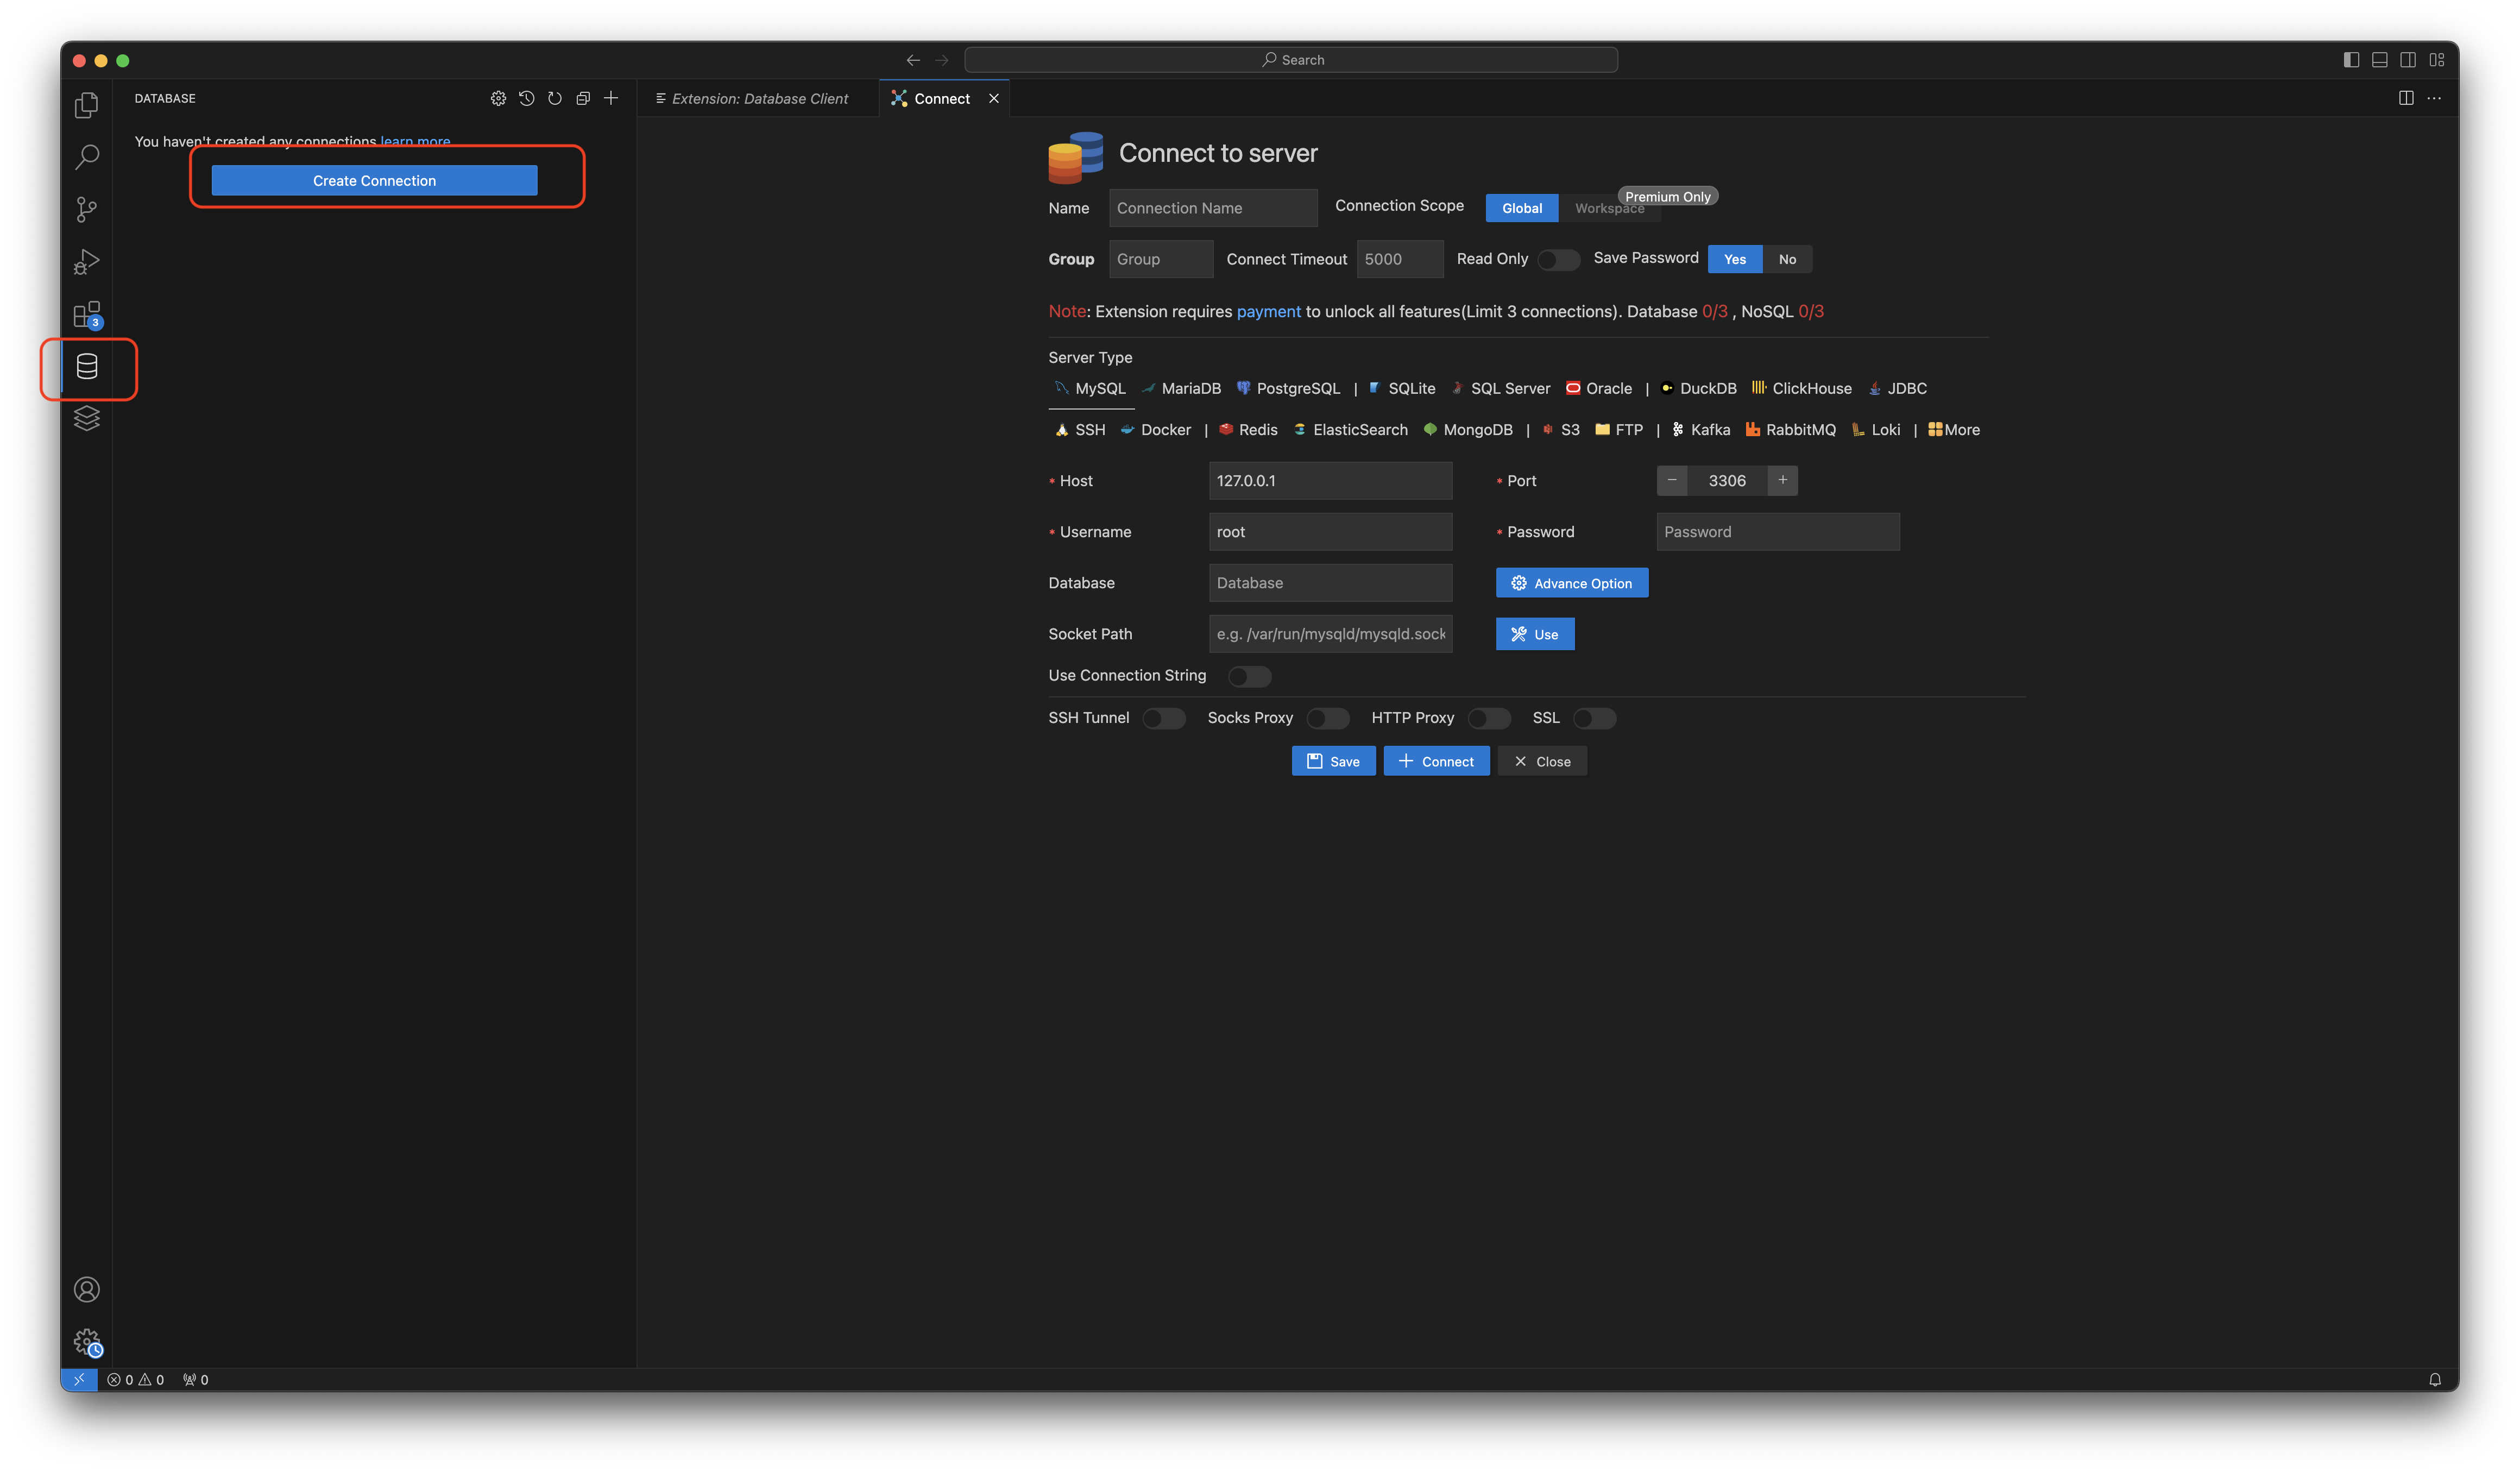 Search
DATABASE
You haven't created any connections learn more
Create Connection
3
Extension: Database Client
Connect
Connect to server
Name Connection Name Connection Scope Global Workspace Premium Only
Group Group Connect Timeout 5000 Read Only Save Password Yes No
Note: Extension requires payment to unlock all features(Limit 3 connections). Database 0/3 , NoSQL 0/3
Server Type
MySQL MariaDB PostgreSQL | SQLite SQL Server Oracle | DuckDB ClickHouse JDBC
SSH Docker | Redis ElasticSearch MongoDB | S3 FTP | Kafka RabbitMQ Loki | More
* Host 127.0.0.1 * Port − 3306 +
* Username root * Password Password
Database Database Advance Option
Socket Path e.g. /var/run/mysqld/mysqld.sock Use
Use Connection String
SSH Tunnel Socks Proxy HTTP Proxy SSL
Save Connect Close
0 0 0